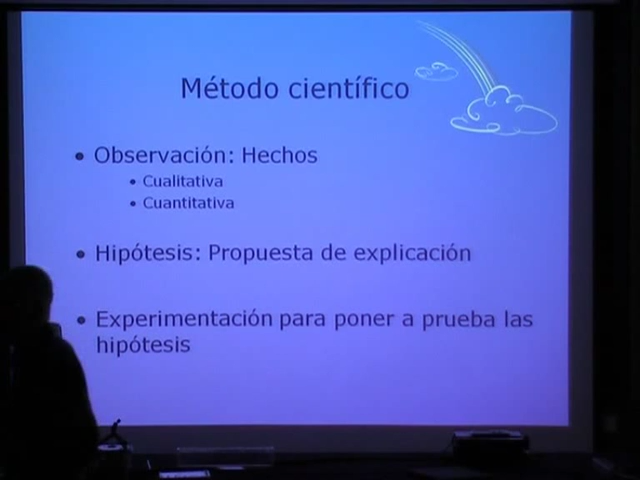 Método científico
• Observación: Hechos
• Cualitativa
• Cuantitativa
• Hipótesis: Propuesta de explicación
• Experimentación para poner a prueba las
hipótesis